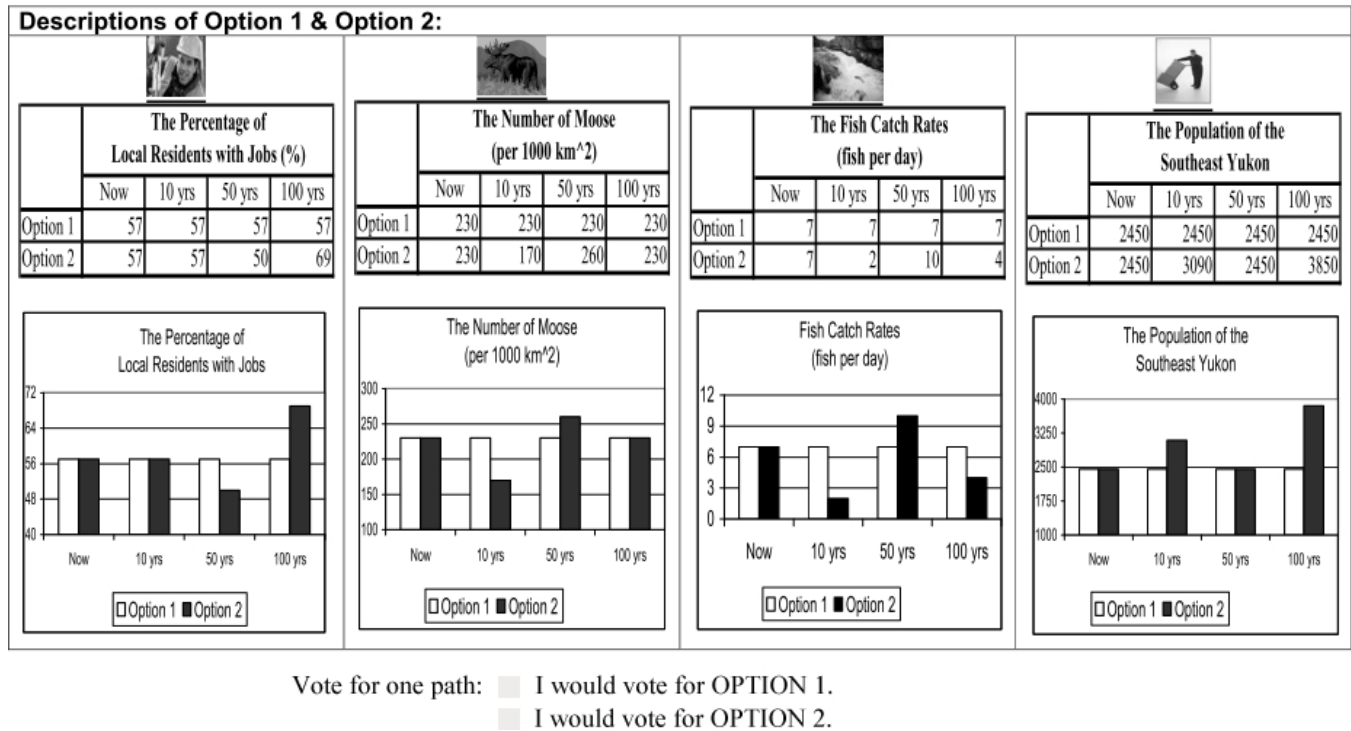 Descriptions of Option 1 & Option 2:
The Percentage of
Local Residents with Jobs (%)
Now 10 yrs 50 yrs 100 yrs
Option 1 57 57 57 57
Option 2 57 57 50 69
The Percentage of
Local Residents with Jobs
72
64
56
48
40
Now 10 yrs 50 yrs 100 yrs
Option 1 Option 2
The Number of Moose
(per 1000 km^2)
Now 10 yrs 50 yrs 100 yrs
Option 1 230 230 230 230
Option 2 230 170 260 230
The Number of Moose
(per 1000 km^2)
300
250
200
150
100
Now 10 yrs 50 yrs 100 yrs
Option 1 Option 2
The Fish Catch Rates
(fish per day)
Now 10 yrs 50 yrs 100 yrs
Option 1 7 7 7 7
Option 2 7 2 10 4
Fish Catch Rates
(fish per day)
12
9
6
3
0
Now 10 yrs 50 yrs 100 yrs
Option 1 Option 2
The Population of the
Southeast Yukon
Now 10 yrs 50 yrs 100 yrs
Option 1 2450 2450 2450 2450
Option 2 2450 3090 2450 3850
The Population of the
Southeast Yukon
4000
3250
2500
1750
1000
Now 10 yrs 50 yrs 100 yrs
Option 1 Option 2
Vote for one path: I would vote for OPTION 1.
I would vote for OPTION 2.